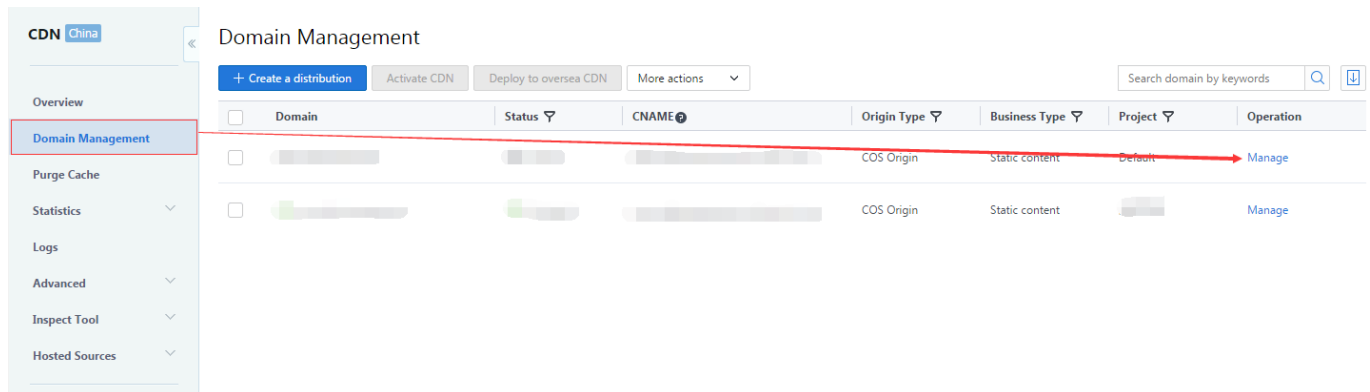 CDN China
Overview
Domain Management
Purge Cache
Statistics
Logs
Advanced
Inspect Tool
Hosted Sources
Domain Management
+ Create a distribution Activate CDN Deploy to oversea CDN More actions Search domain by keywords
Domain Status CNAME Origin Type Business Type Project Operation
COS Origin Static content Default Manage
COS Origin Static content Manage